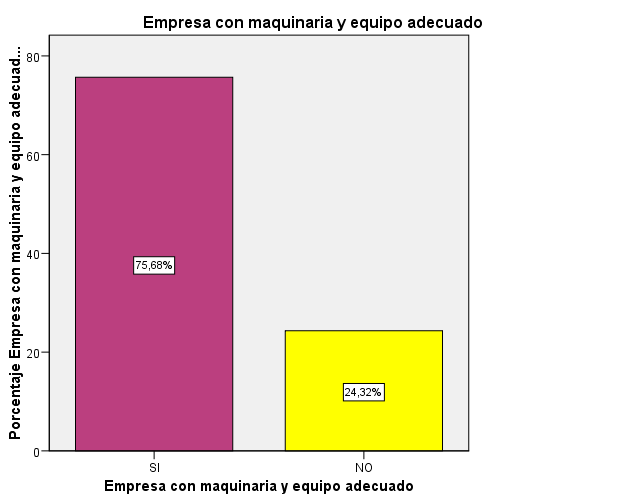 Empresa con maquinaria y equipo adecuado
Porcentaje Empresa con maquinaria y equipo adecuad...
80
60
40
20
0
75,68%
24,32%
SI
NO
Empresa con maquinaria y equipo adecuado